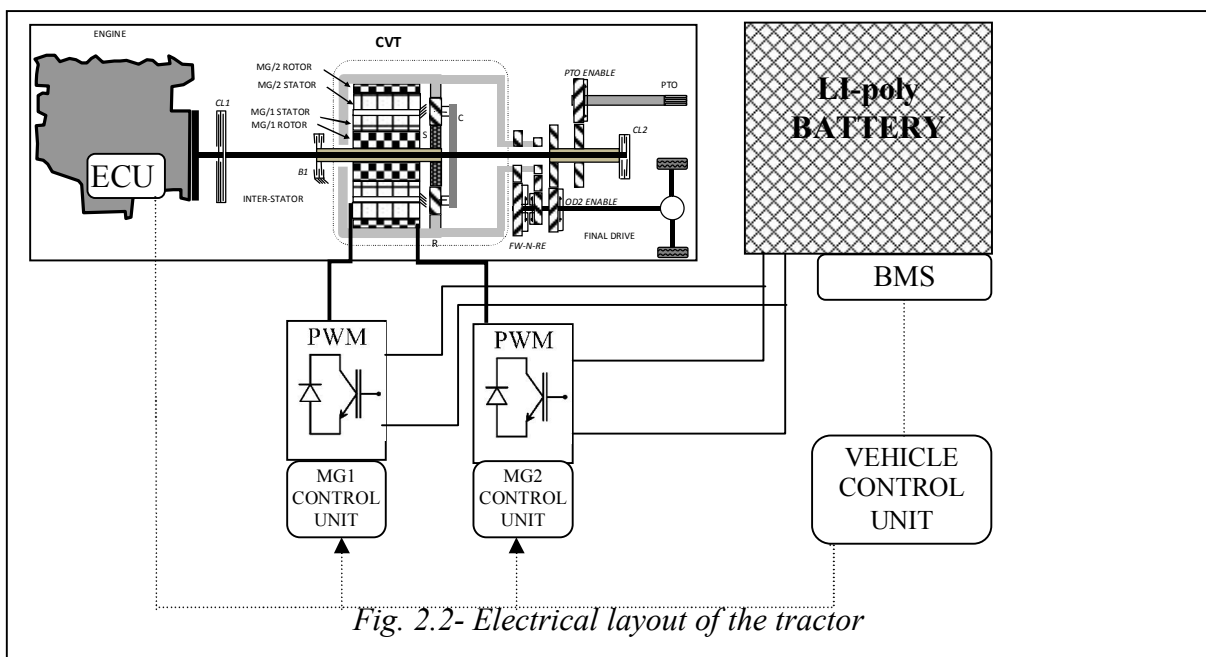 ENGINE
CVT
MG/2 ROTOR
MG/2 STATOR
MG/1 STATOR
MG/1 ROTOR
CL1
ECU
B1
INTER-STATOR
S
C
R
PTO ENABLE
PTO
CL2
OD2 ENABLE
FINAL DRIVE
FW-N-RE
LI-poly
BATTERY
BMS
PWM
PWM
MG1
CONTROL
UNIT
MG2
CONTROL
UNIT
VEHICLE
CONTROL
UNIT
Fig. 2.2- Electrical layout of the tractor